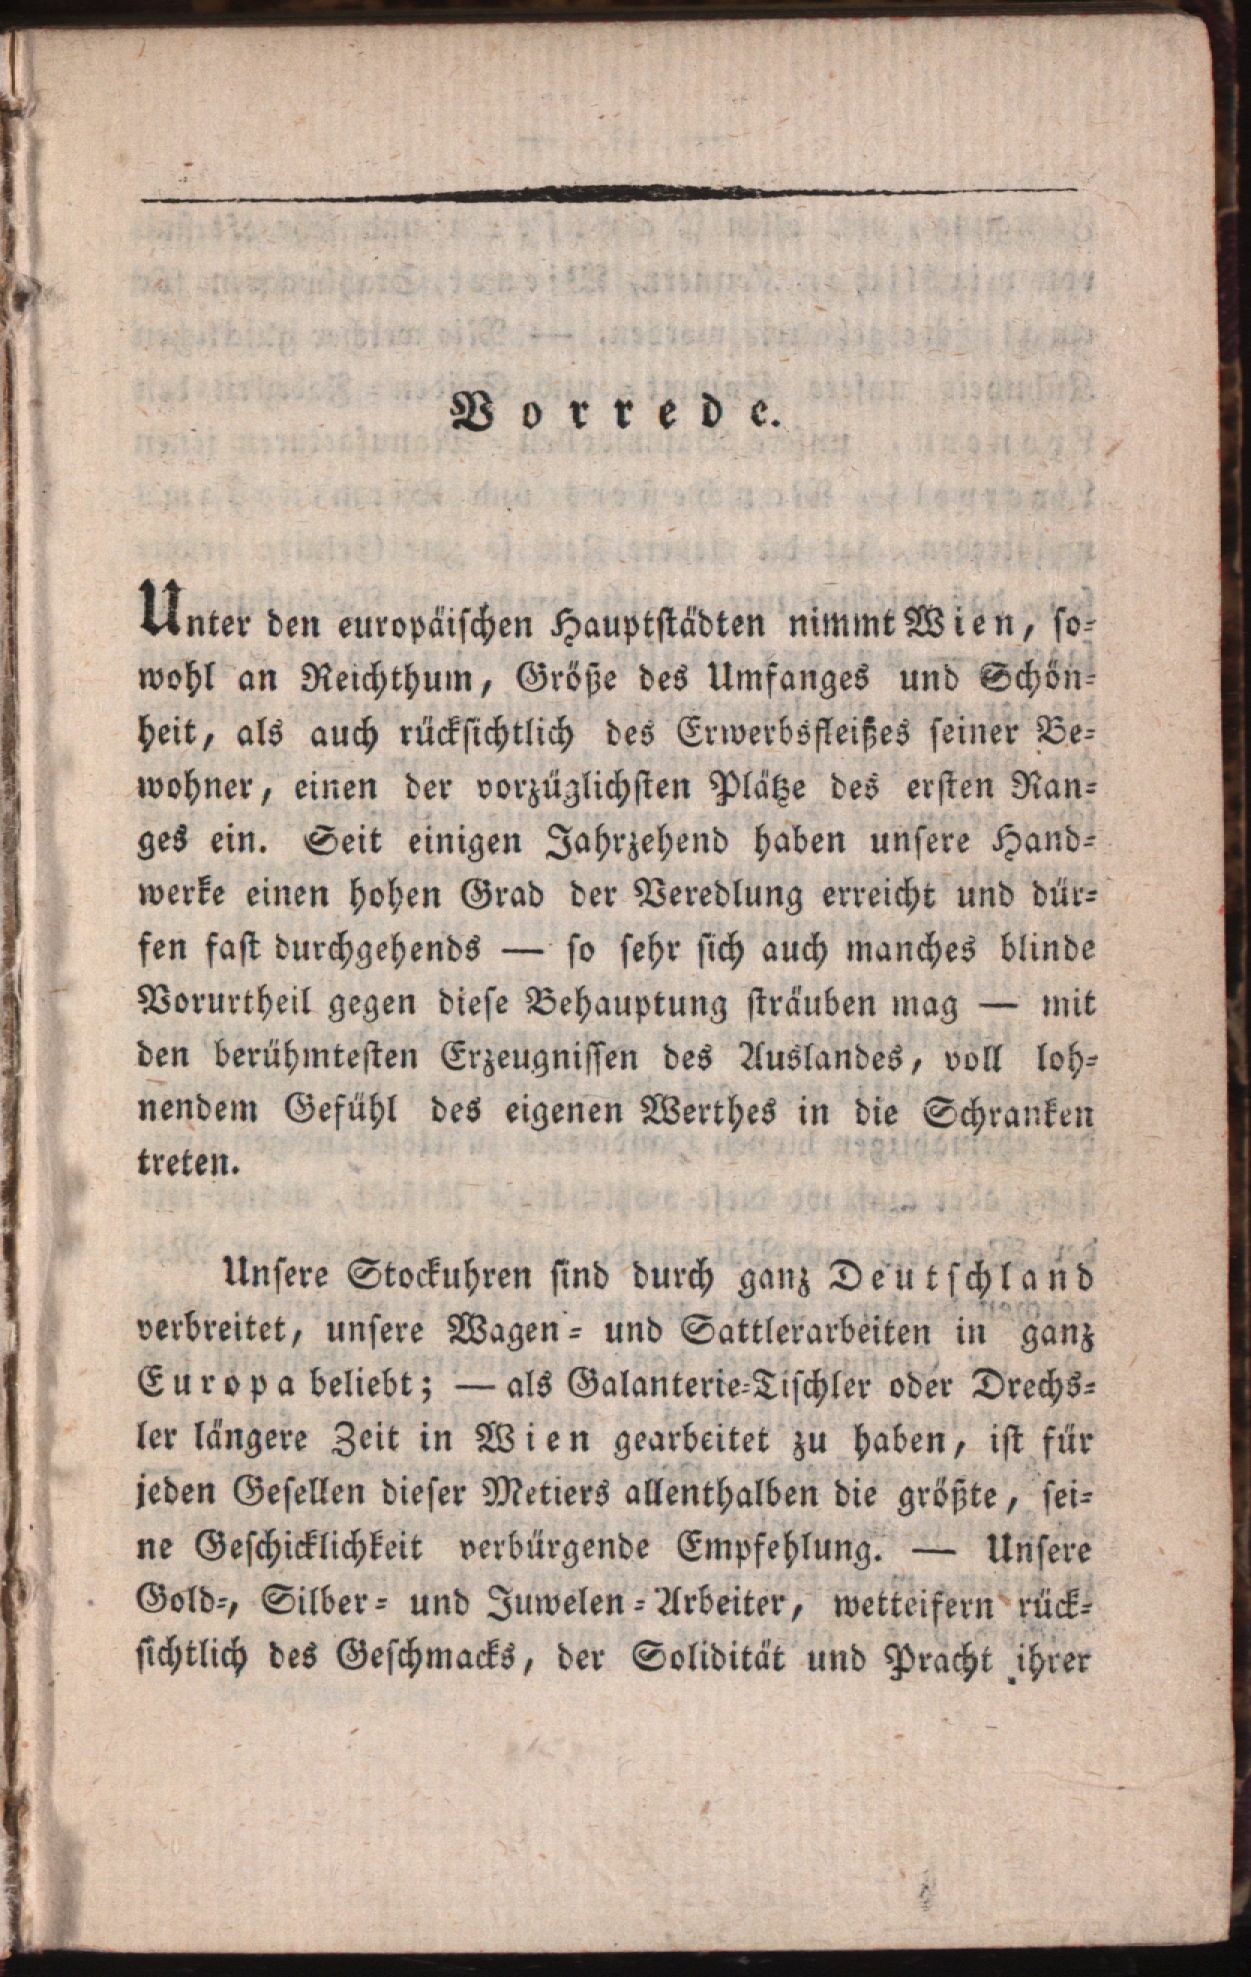 Vorrede.
Unter den europäischen Hauptstädten nimmt Wien, so-
wohl an Reichthum, Größe des Umfanges und Schön-
heit, als auch rücksichtlich des Erwerbsfleißes seiner Be-
wohner, einen der vorzüglichsten Plätze des ersten Ran-
ges ein. Seit einigen Jahrzehend haben unsere Hand-
werke einen hohen Grad der Veredlung erreicht und dür-
fen fast durchgehends — so sehr sich auch manches blinde
Vorurtheil gegen diese Behauptung sträuben mag — mit
den berühmtesten Erzeugnissen des Auslandes, voll loh-
nendem Gefühl des eigenen Werthes in die Schranken
treten.
Unsere Stockuhren sind durch ganz Deutschland
verbreitet, unsere Wagen- und Sattlerarbeiten in ganz
Europa beliebt; — als Galanterie-Tischler oder Drechs-
ler längere Zeit in Wien gearbeitet zu haben, ist für
jeden Gesellen dieser Metiers allenthalben die größte, sei-
ne Geschicklichkeit verbürgende Empfehlung. — Unsere
Gold-, Silber- und Juwelen-Arbeiter, wetteifern rück-
sichtlich des Geschmacks, der Solidität und Pracht ihrer